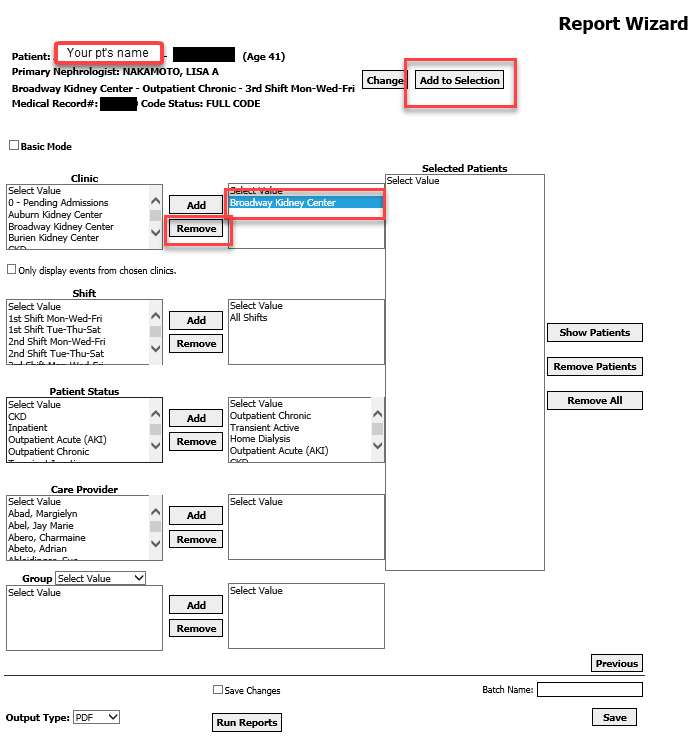 Report Wizard
Patient: Your pt's name - (Age 41)
Primary Nephrologist: NAKAMOTO, LISA A
Change Add to Selection
Broadway Kidney Center - Outpatient Chronic - 3rd Shift Mon-Wed-Fri
Medical Record#: Code Status: FULL CODE
Basic Mode
Clinic
Select Value
0 - Pending Admissions
Auburn Kidney Center
Broadway Kidney Center
Burien Kidney Center
CKD
Add
Remove
Select Value
Broadway Kidney Center
Selected Patients
Select Value
Only display events from chosen clinics.
Shift
Select Value
1st Shift Mon-Wed-Fri
1st Shift Tue-Thu-Sat
2nd Shift Mon-Wed-Fri
2nd Shift Tue-Thu-Sat
3rd Shift Mon-Wed-Fri
Add
Remove
Select Value
All Shifts
Show Patients
Remove Patients
Remove All
Patient Status
Select Value
CKD
Inpatient
Outpatient Acute (AKI)
Outpatient Chronic
Add
Remove
Select Value
Outpatient Chronic
Transient Active
Home Dialysis
Outpatient Acute (AKI)
CKD
Care Provider
Select Value
Abad, Margielyn
Abel, Jay Marie
Abero, Charmaine
Abeto, Adrian
Add
Remove
Select Value
Group Select Value
Select Value
Add
Remove
Select Value
Previous
Save Changes
Batch Name:
Output Type: PDF
Run Reports
Save